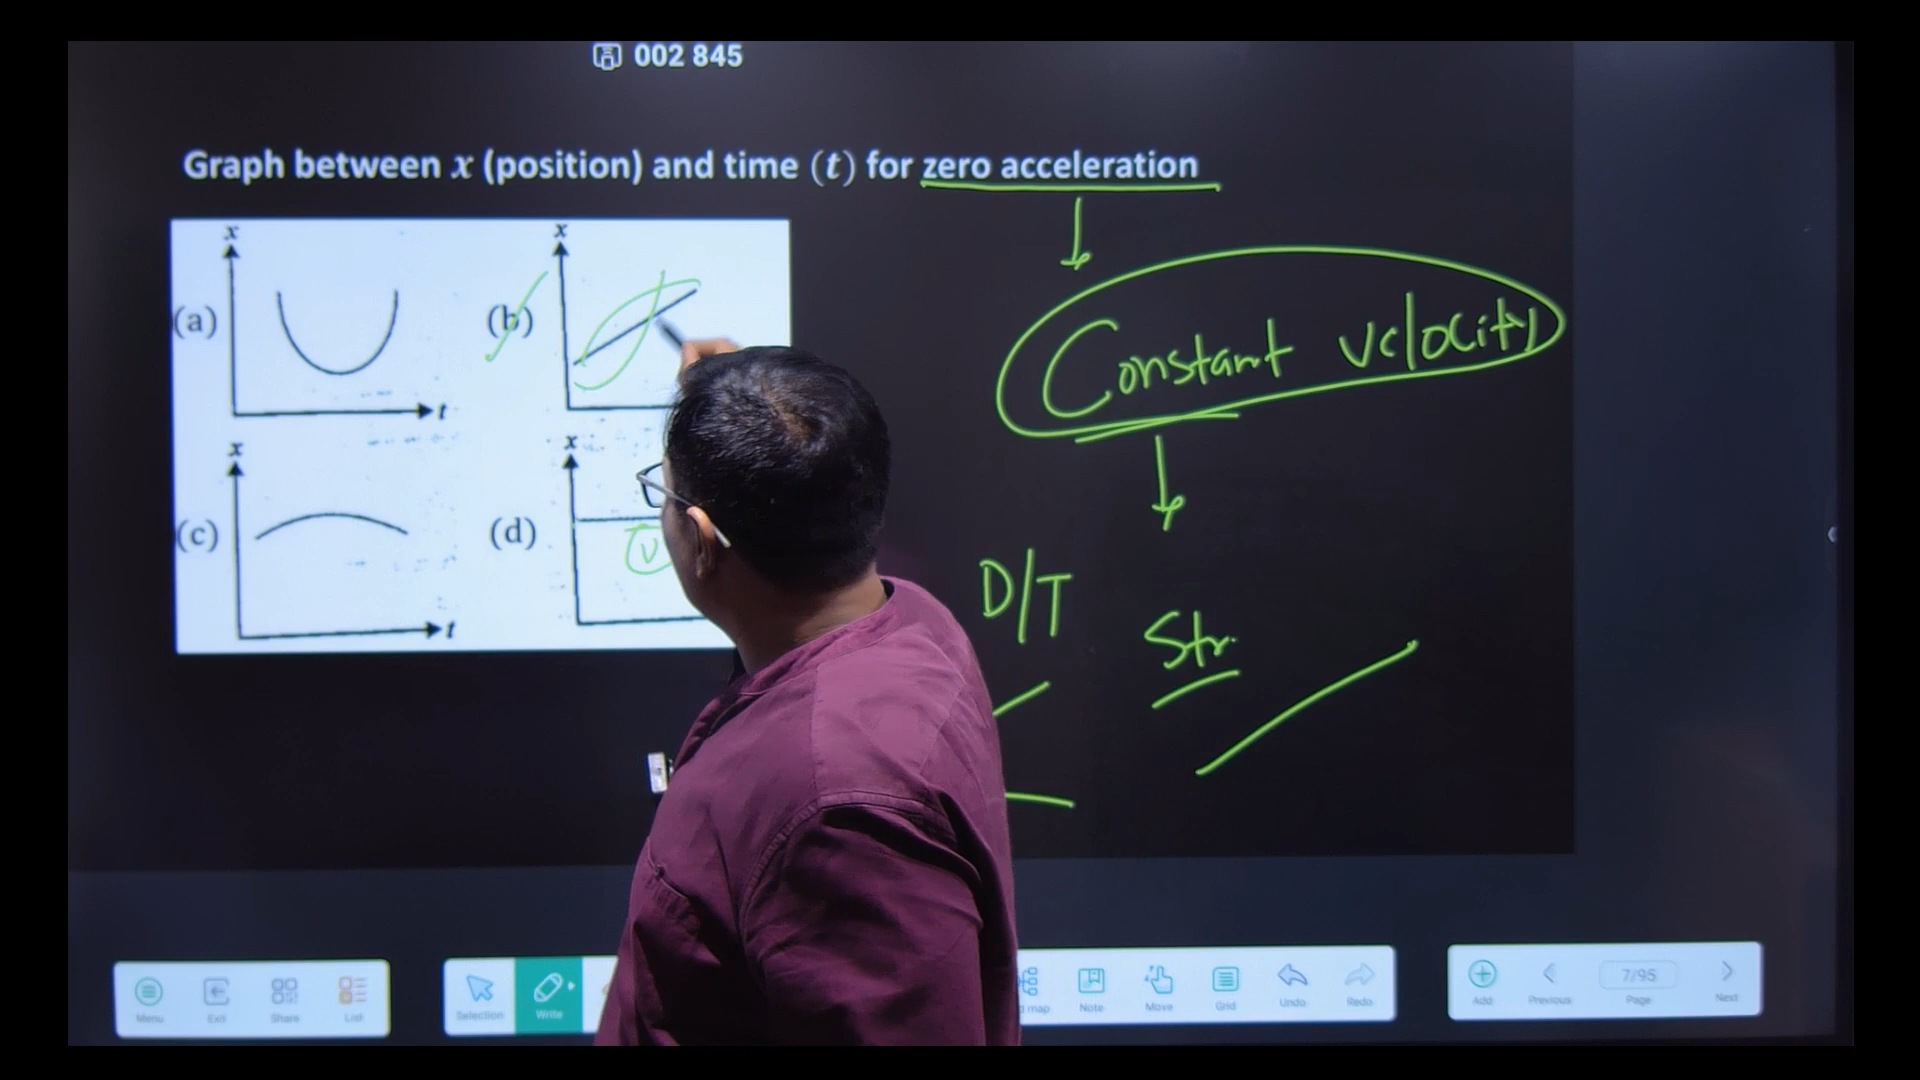 002 845
Graph between x (position) and time (t) for zero acceleration
x
(a)
t
x
(b)
x
(c)
t
x
(d)
V
Constant velocity
D/T
Str.
Menu
Exit
Share
List
Selection
Write
map
Note
Move
Grid
Undo
Redo
Add
Previous
7/95
Page
Next